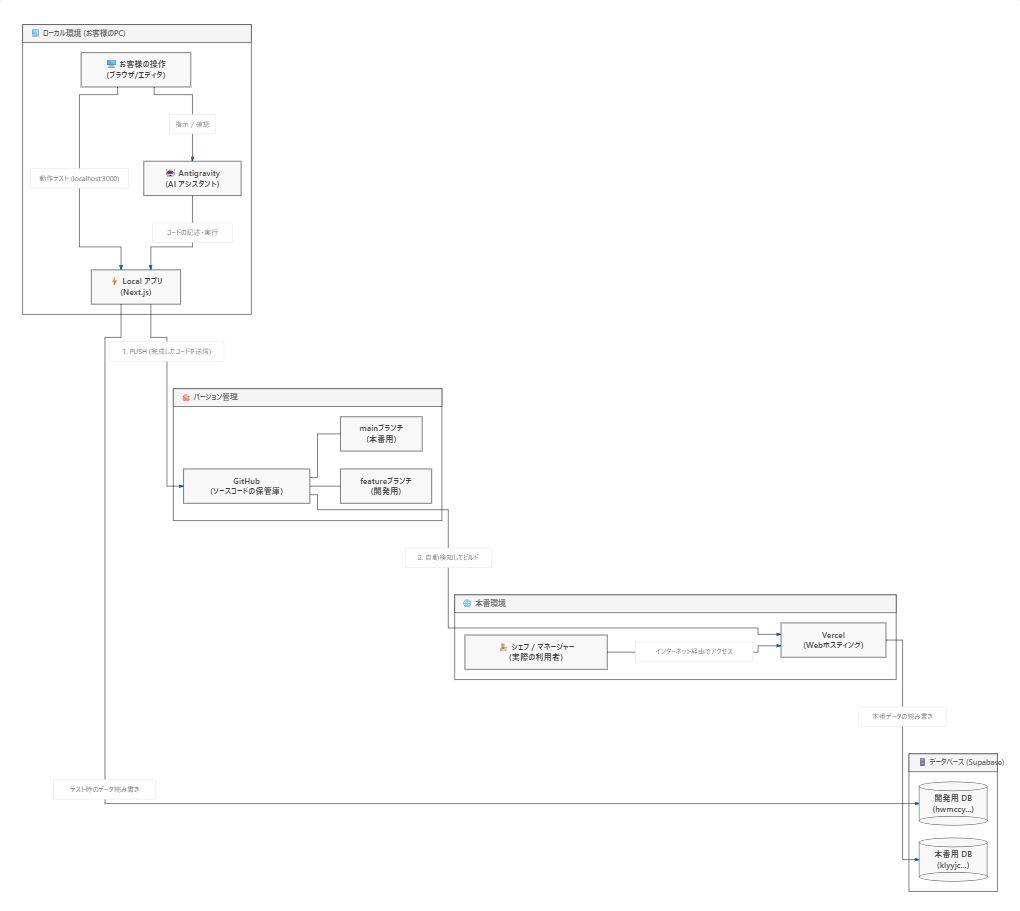 ローカル環境 (お客様のPC)
お客様の操作
(ブラウザ/エディタ)
指示 / 確認
動作テスト (localhost:3000)
Antigravity
(AI アシスタント)
コードの記述・実行
Local アプリ
(Next.js)
1. PUSH (完成したコードを送信)
バージョン管理
mainブランチ
(本番用)
GitHub
(ソースコードの保管庫)
featureブランチ
(開発用)
2. 自動検知してビルド
本番環境
シェフ / マネージャー
(実際の利用者)
インターネット経由でアクセス
Vercel
(Webホスティング)
本番データの読み書き
データベース (Supabase)
テスト時のデータ読み書き
開発用 DB
(hwmccy...)
本番用 DB
(klyyjc...)